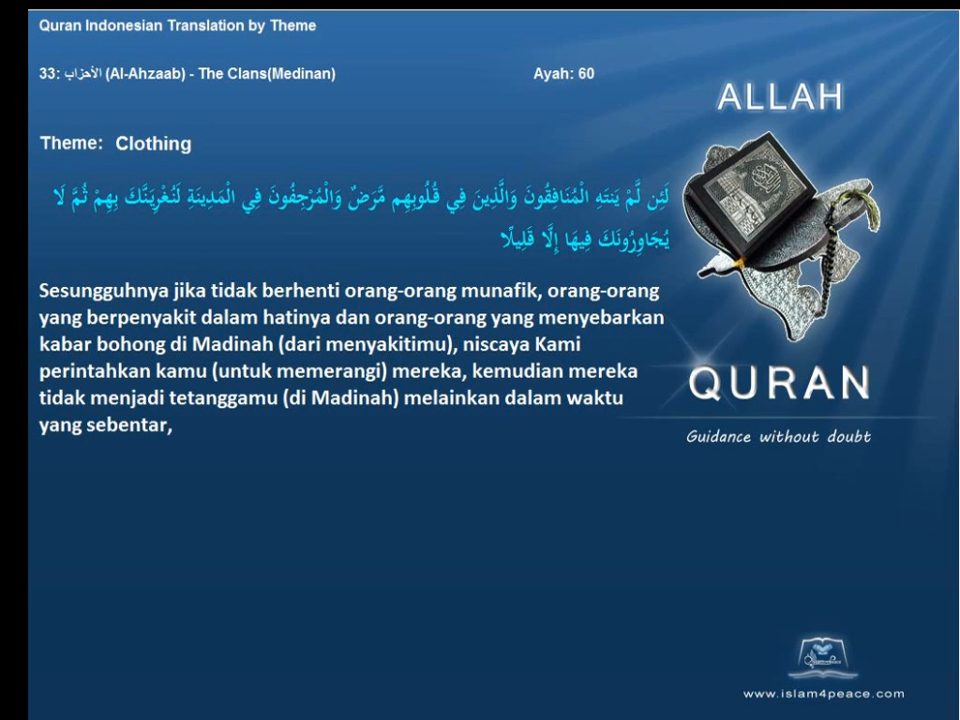 Quran Indonesian Translation by Theme
33: الأحزاب (Al-Ahzaab) - The Clans(Medinan) Ayah: 60
ALLAH
Theme: Clothing
لَئِن لَّمْ يَنتَهِ الْمُنَافِقُونَ وَالَّذِينَ فِي قُلُوبِهِم مَّرَضٌ وَالْمُرْجِفُونَ فِي الْمَدِينَةِ لَنُغْرِيَنَّكَ بِهِمْ ثُمَّ لَا
يُجَاوِرُونَكَ فِيهَا إِلَّا قَلِيلًا
Sesungguhnya jika tidak berhenti orang-orang munafik, orang-orang
yang berpenyakit dalam hatinya dan orang-orang yang menyebarkan
kabar bohong di Madinah (dari menyakitimu), niscaya Kami
perintahkan kamu (untuk memerangi) mereka, kemudian mereka
tidak menjadi tetanggamu (di Madinah) melainkan dalam waktu
yang sebentar,
QURAN
Guidance without doubt
www.islam4peace.com